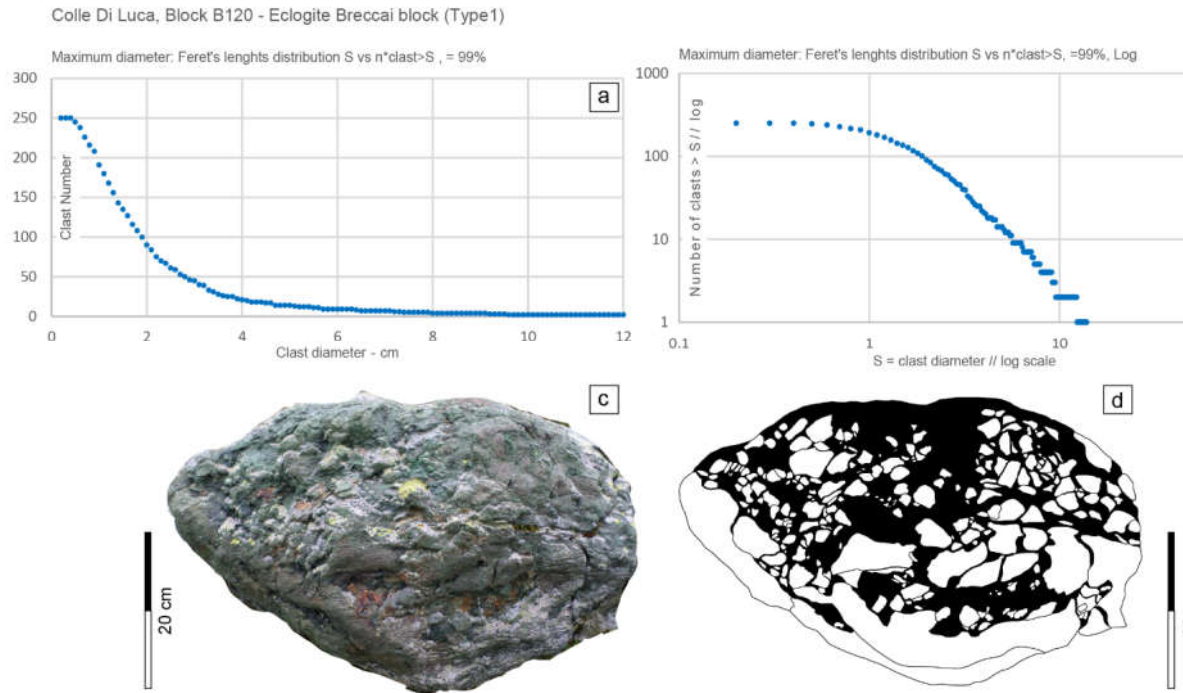 Colle Di Luca, Block B120 - Eclogite Breccai block (Type1)
Maximum diameter: Feret's lenghts distribution S vs n*clast>S , = 99%
300
250
200
150
100
50
0
Clast Number
0
2
4
6
8
10
12
Clast diameter - cm
a
Maximum diameter: Feret's lenghts distribution S vs n*clast>S, =99%, Log
1000
100
10
1
Number of clasts > S // log
0.1
1
10
S = clast diameter // log scale
c
20 cm
d